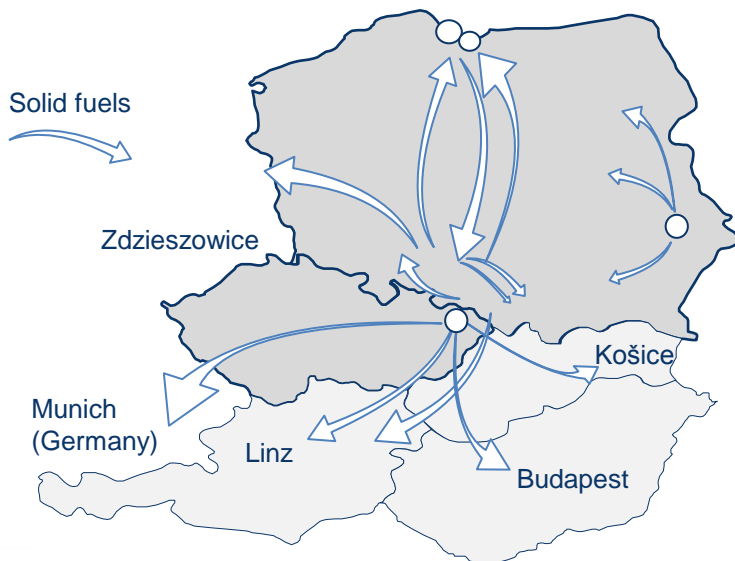 Solid fuels
Zdzieszowice
Košice
Munich
(Germany)
Linz
Budapest